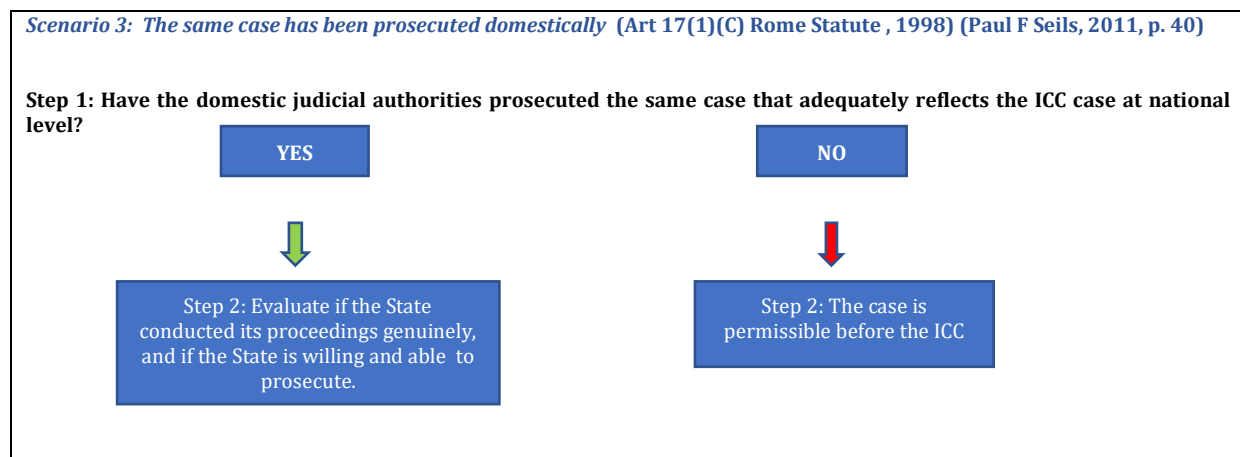 Scenario 3: The same case has been prosecuted domestically (Art 17(1)(C) Rome Statute , 1998) (Paul F Seils, 2011, p. 40)
Step 1: Have the domestic judicial authorities prosecuted the same case that adequately reflects the ICC case at national
level?
YES
NO
Step 2: Evaluate if the State
conducted its proceedings genuinely,
and if the State is willing and able to
prosecute.
Step 2: The case is
permissible before the ICC